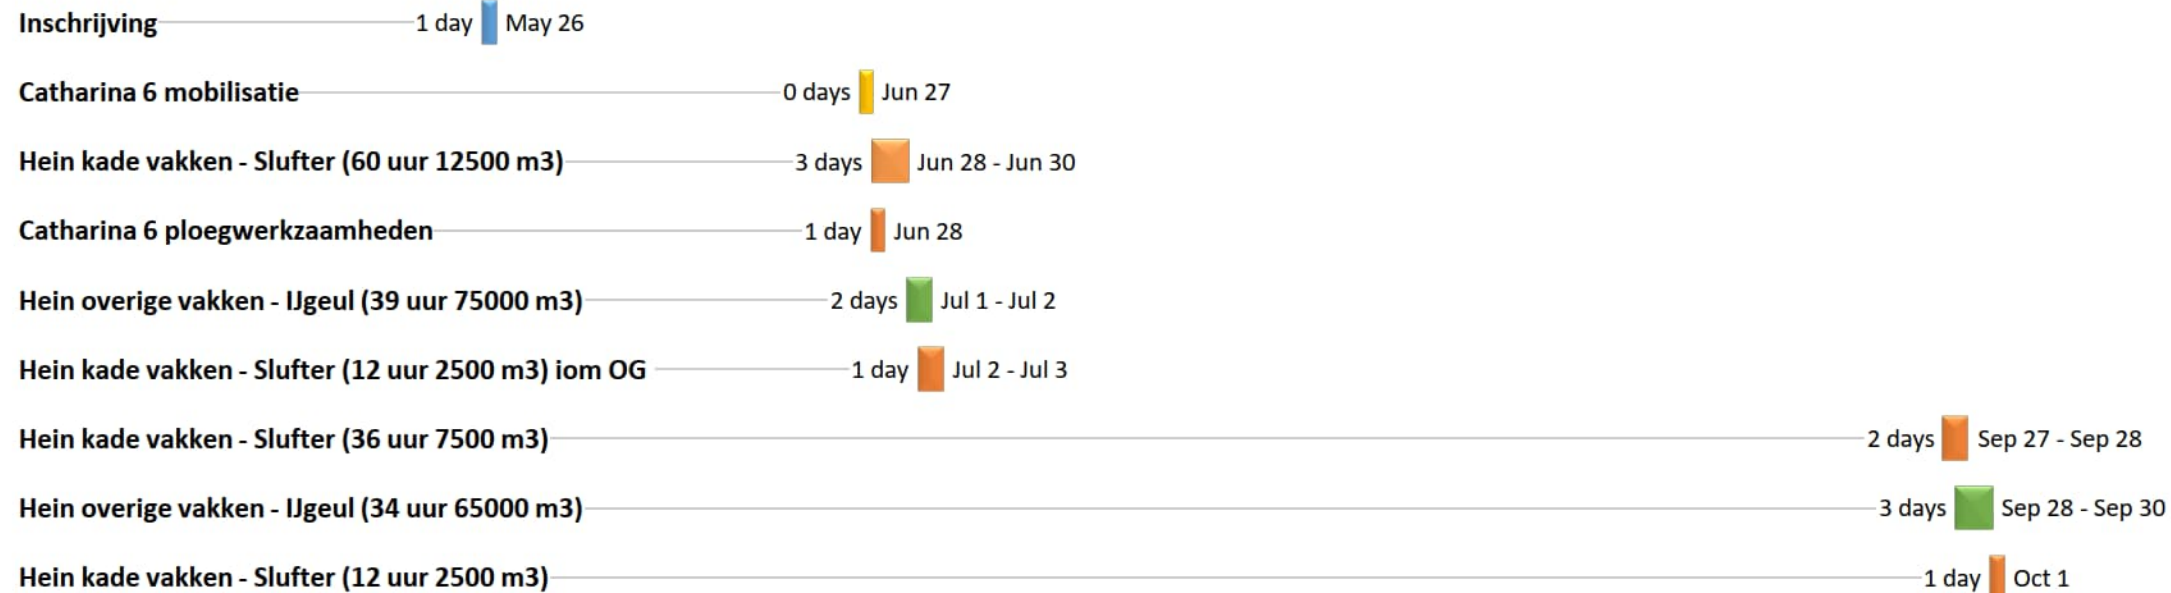 Inschrijving 1 day May 26
Catharina 6 mobilisatie 0 days Jun 27
Hein kade vakken - Slufter (60 uur 12500 m3) 3 days Jun 28 - Jun 30
Catharina 6 ploegwerkzaamheden 1 day Jun 28
Hein overige vakken - IJgeul (39 uur 75000 m3) 2 days Jul 1 - Jul 2
Hein kade vakken - Slufter (12 uur 2500 m3) iom OG 1 day Jul 2 - Jul 3
Hein kade vakken - Slufter (36 uur 7500 m3) 2 days Sep 27 - Sep 28
Hein overige vakken - IJgeul (34 uur 65000 m3) 3 days Sep 28 - Sep 30
Hein kade vakken - Slufter (12 uur 2500 m3) 1 day Oct 1